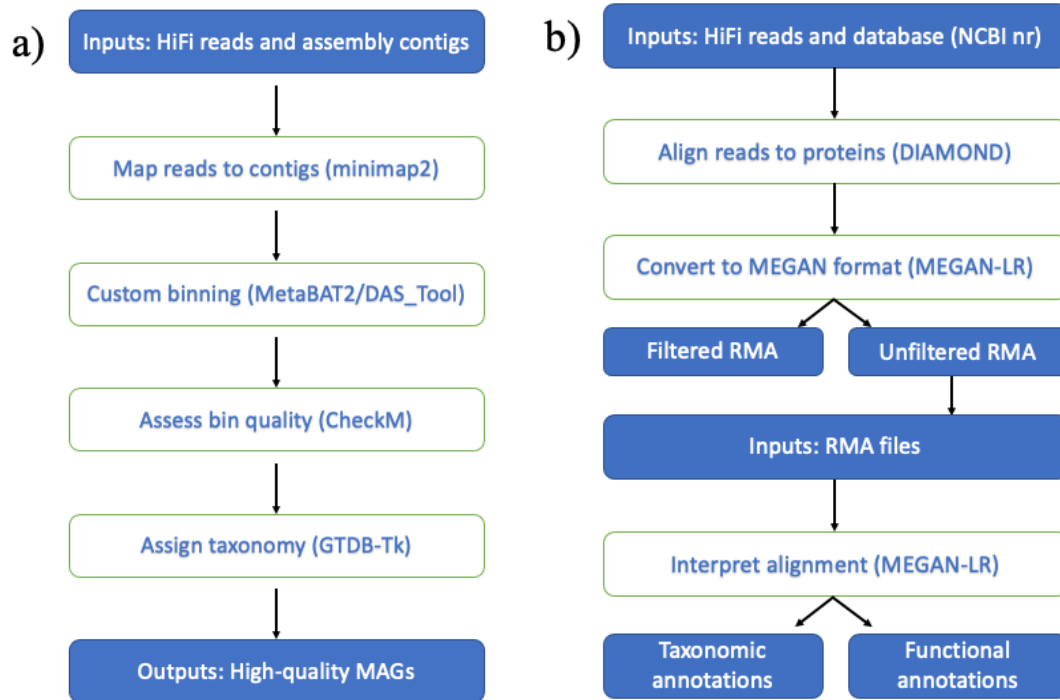 a)
Inputs: HiFi reads and assembly contigs
Map reads to contigs (minimap2)
Custom binning (MetaBAT2/DAS_Tool)
Assess bin quality (CheckM)
Assign taxonomy (GTDB-Tk)
Outputs: High-quality MAGs
b)
Inputs: HiFi reads and database (NCBI nr)
Align reads to proteins (DIAMOND)
Convert to MEGAN format (MEGAN-LR)
Filtered RMA
Unfiltered RMA
Inputs: RMA files
Interpret alignment (MEGAN-LR)
Taxonomic
annotations
Functional
annotations